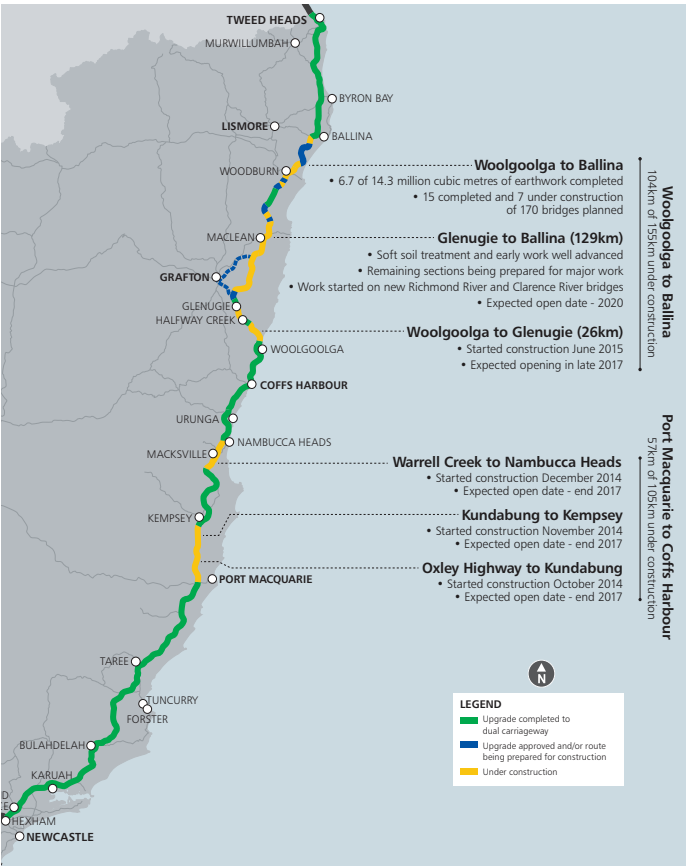 TWEED HEADS
MURWILLUMBAH
BYRON BAY
LISMORE
BALLINA
WOODBURN
Woolgoolga to Ballina
• 6.7 of 14.3 million cubic metres of earthwork completed
• 15 completed and 7 under construction
of 170 bridges planned
MACLEAN
Glenugie to Ballina (129km)
• Soft soil treatment and early work well advanced
• Remaining sections being prepared for major work
• Work started on new Richmond River and Clarence River bridges
• Expected open date - 2020
GRAFTON
GLENUGIE
HALFWAY CREEK
Woolgoolga to Glenugie (26km)
• Started construction June 2015
• Expected opening in late 2017
WOOLGOOLGA
COFFS HARBOUR
Woolgoolga to Ballina
104km of 155km under construction
URUNGA
NAMBUCCA HEADS
MACKSVILLE
Warrell Creek to Nambucca Heads
• Started construction December 2014
• Expected open date - end 2017
KEMPSEY
Kundabung to Kempsey
• Started construction November 2014
• Expected open date - end 2017
Oxley Highway to Kundabung
• Started construction October 2014
• Expected open date - end 2017
PORT MACQUARIE
Port Macquarie to Coffs Harbour
57km of 105km under construction
TAREE
TUNCURRY
FORSTER
BULAHDELAH
KARUAH
D
E
HEXHAM
NEWCASTLE
N
LEGEND
Upgrade completed to
dual carriageway
Upgrade approved and/or route
being prepared for construction
Under construction